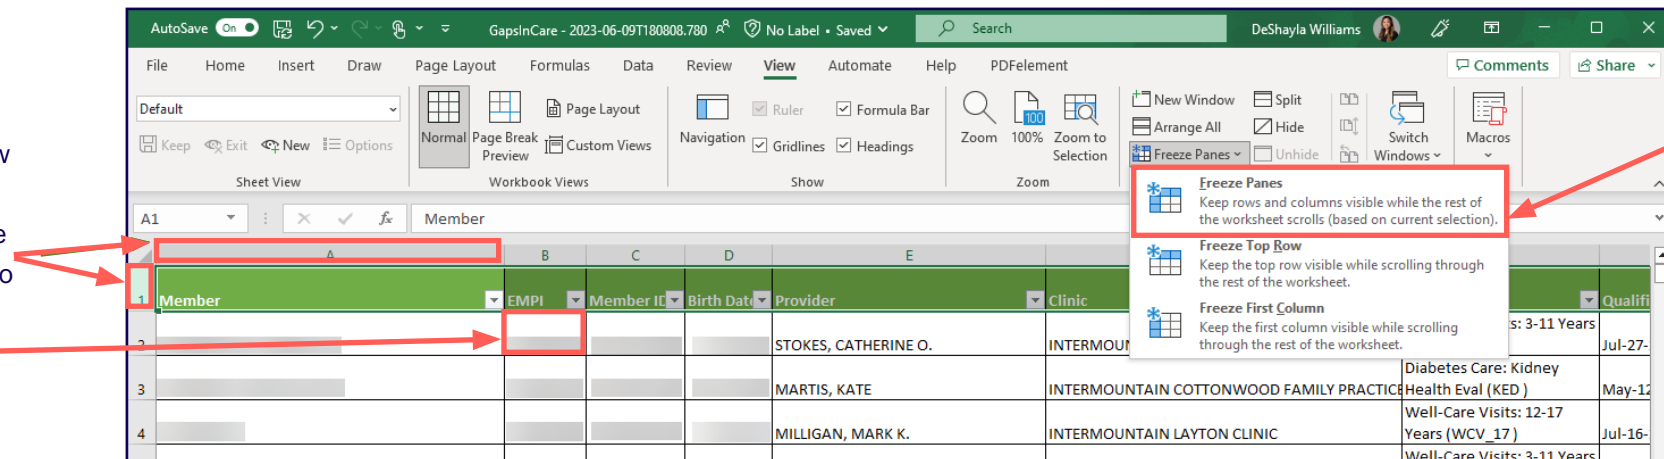 AutoSave On GapsInCare - 2023-06-09T180808.780 No Label • Saved Search DeShayla Williams
File Home Insert Draw Page Layout Formulas Data Review View Automate Help PDFelement Comments Share
Default Page Layout Ruler Formula Bar New Window Split
Arrange All Hide
Keep Exit New Options Normal Page Break Preview Custom Views Navigation Gridlines Headings Zoom 100% Zoom to Selection Freeze Panes Unhide Switch Windows Macros
Sheet View Workbook Views Show Zoom
w
e
o
A1 fx Member
Freeze Panes
Keep rows and columns visible while the rest of
the worksheet scrolls (based on current selection).
Freeze Top Row
Keep the top row visible while scrolling through
the rest of the worksheet.
Freeze First Column
Keep the first column visible while scrolling
through the rest of the worksheet.
A B C D E
1 Member EMPI Member ID Birth Date Provider Clinic Qualifi
s: 3-11 Years
2 STOKES, CATHERINE O. INTERMOUN Jul-27-
Diabetes Care: Kidney
3 MARTIS, KATE INTERMOUNTAIN COTTONWOOD FAMILY PRACTICE Health Eval (KED ) May-12
Well-Care Visits: 12-17
4 MILLIGAN, MARK K. INTERMOUNTAIN LAYTON CLINIC Years (WCV_17 ) Jul-16-
Well-Care Visits: 3-11 Years